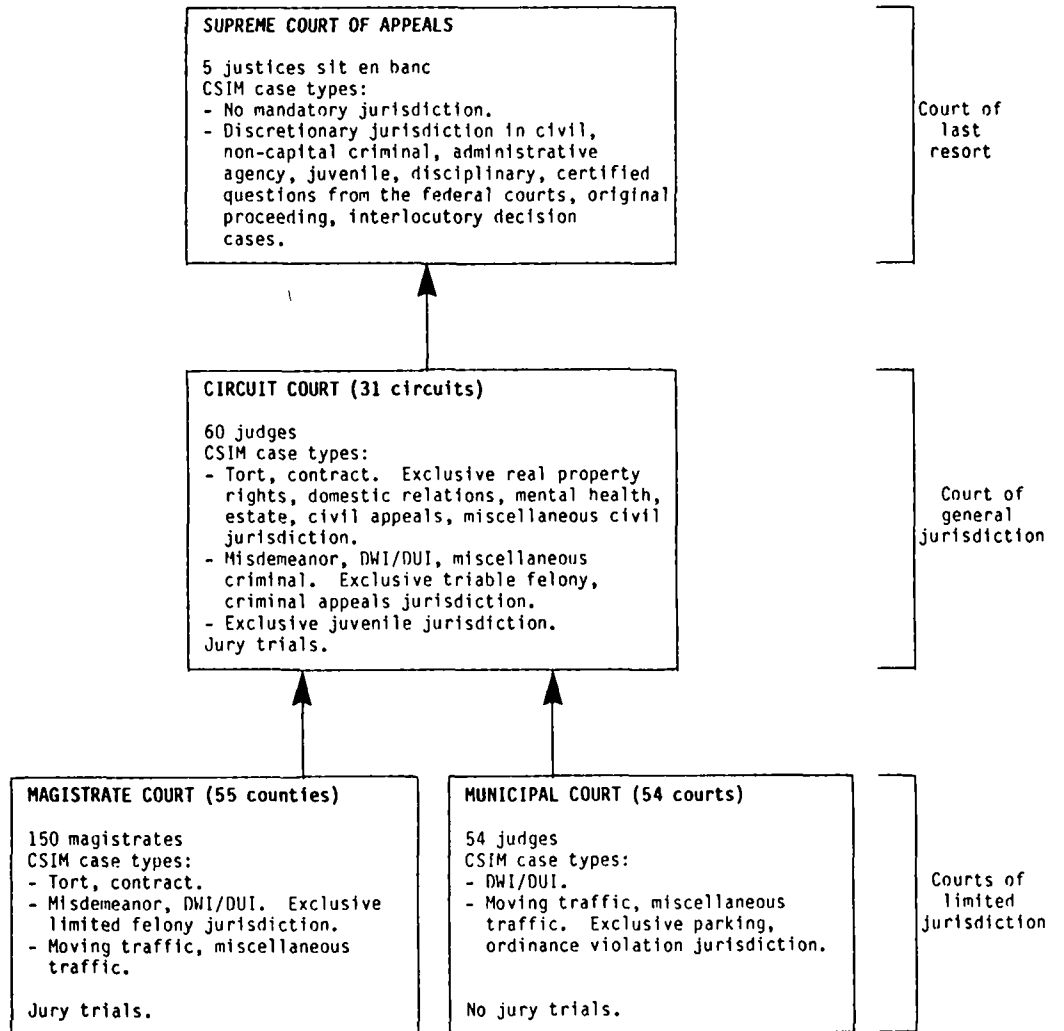 SUPREME COURT OF APPEALS
5 justices sit en banc
CSIM case types:
- No mandatory jurisdiction.
- Discretionary jurisdiction in civil,
non-capital criminal, administrative
agency, juvenile, disciplinary, certified
questions from the federal courts, original
proceeding, interlocutory decision
cases.
Court of
last
resort
CIRCUIT COURT (31 circuits)
60 judges
CSIM case types:
- Tort, contract. Exclusive real property
rights, domestic relations, mental health,
estate, civil appeals, miscellaneous civil
jurisdiction.
- Misdemeanor, DWI/DUI, miscellaneous
criminal. Exclusive triable felony,
criminal appeals jurisdiction.
- Exclusive juvenile jurisdiction.
Jury trials.
Court of
general
jurisdiction
MAGISTRATE COURT (55 counties)
150 magistrates
CSIM case types:
- Tort, contract.
- Misdemeanor, DWI/DUI. Exclusive
limited felony jurisdiction.
- Moving traffic, miscellaneous
traffic.
Jury trials.
MUNICIPAL COURT (54 courts)
54 judges
CSIM case types:
- DWI/DUI.
- Moving traffic, miscellaneous
traffic. Exclusive parking,
ordinance violation jurisdiction.
No jury trials.
Courts of
limited
jurisdiction